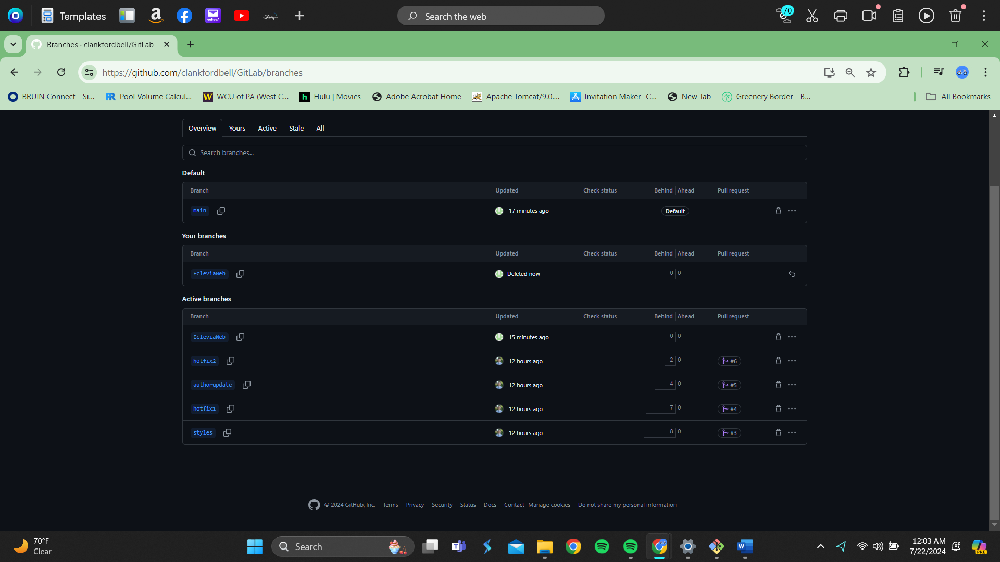 Templates
yahoo!
Disney+
Search the web
70
Branches · clankfordbell/GitLab
https://github.com/clankfordbell/GitLab/branches
BRUIN Connect - Si...
Pool Volume Calcul...
WCU of PA (West C...
Hulu | Movies
Adobe Acrobat Home
Apache Tomcat/9.0....
Invitation Maker- C...
New Tab
Greenery Border - B...
All Bookmarks
Overview Yours Active Stale All
Search branches...
Default
Branch Updated Check status Behind Ahead Pull request
main 17 minutes ago Default
Your branches
Branch Updated Check status Behind Ahead Pull request
EcleviaWeb Deleted now 0 0
Active branches
Branch Updated Check status Behind Ahead Pull request
EcleviaWeb 15 minutes ago 0 0
hotfix2 12 hours ago 2 0 #6
authorupdate 12 hours ago 4 0 #5
hotfix1 12 hours ago 7 0 #4
styles 12 hours ago 8 0 #3
© 2024 GitHub, Inc. Terms Privacy Security Status Docs Contact Manage cookies Do not share my personal information
70°F
Clear
Search
12:03 AM
7/22/2024
PRE